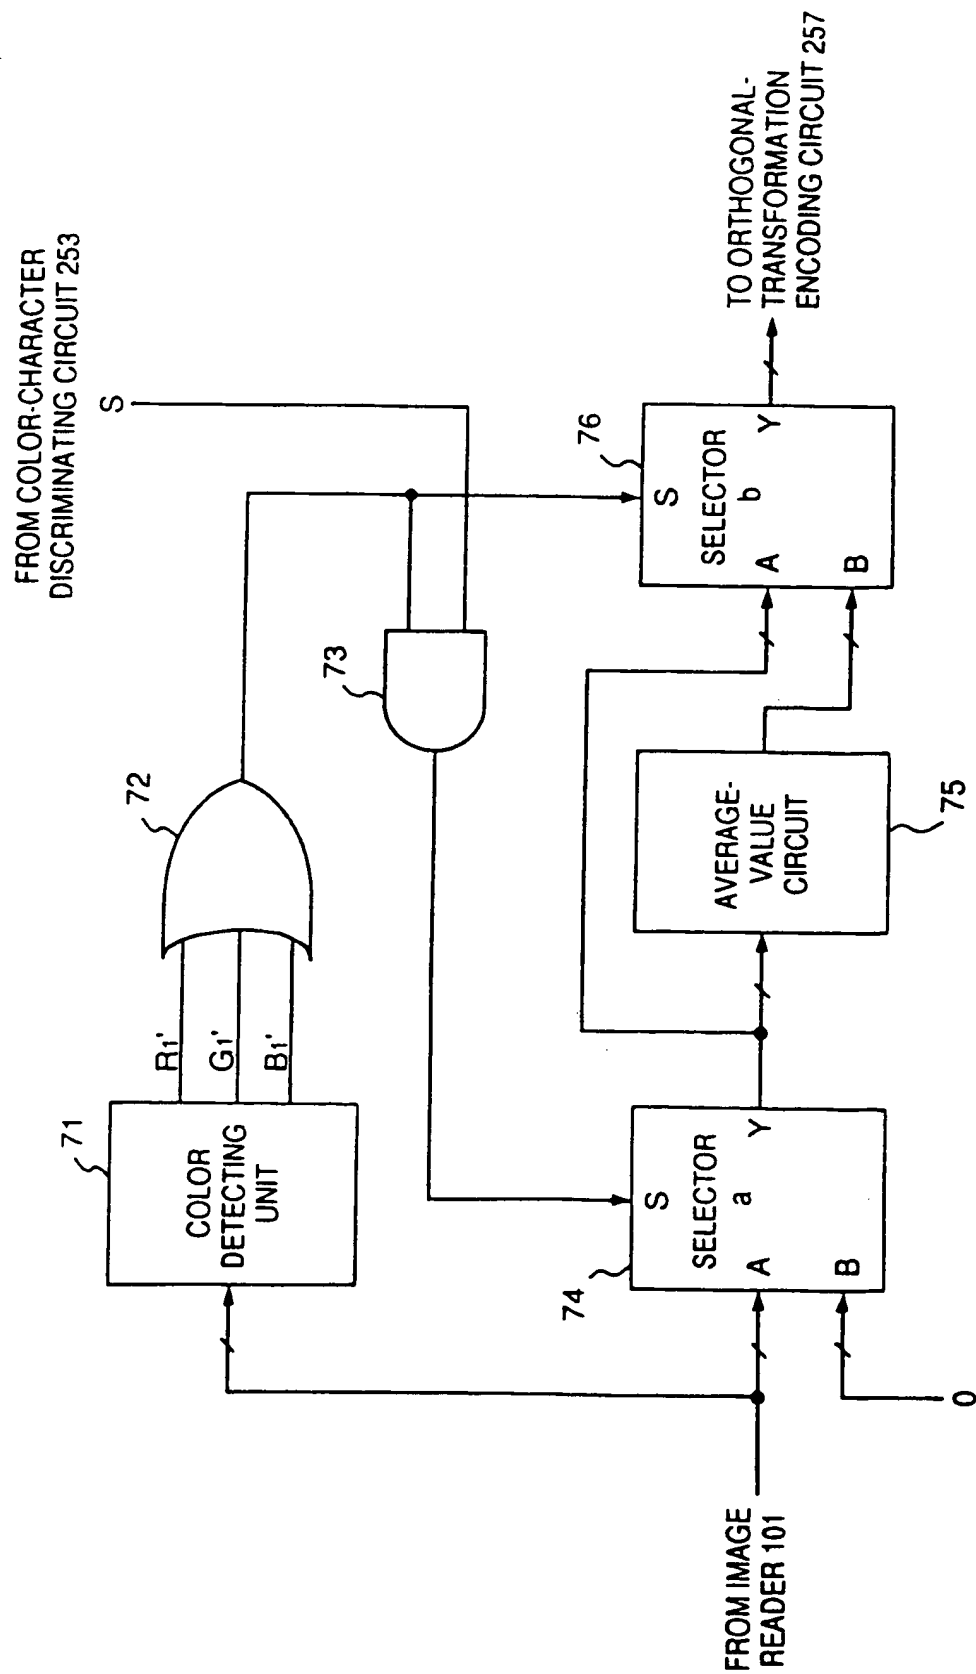 FROM COLOR-CHARACTER
DISCRIMINATING CIRCUIT 253
S
71
COLOR
DETECTING
UNIT
R1'
G1'
B1'
72
73
FROM IMAGE
READER 101
0
74
SELECTOR
a
S
A
B
Y
AVERAGE-
VALUE
CIRCUIT
75
76
SELECTOR
b
S
A
B
Y
TO ORTHOGONAL-
TRANSFORMATION
ENCODING CIRCUIT 257